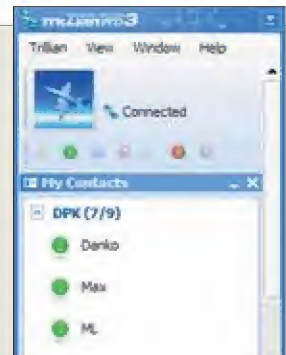 Trillian View Window Help
Connected
My Contacts
DPK (7/9)
Danko
Max
ML